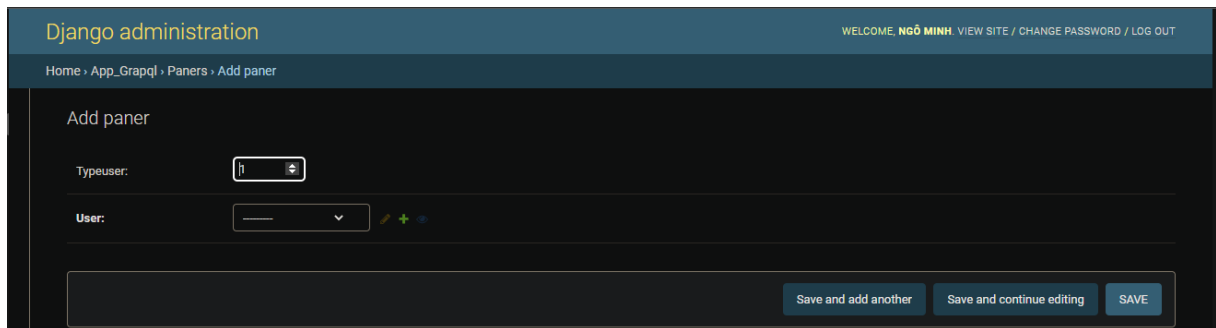 Django administration
WELCOME, NGÔ MINH. VIEW SITE / CHANGE PASSWORD / LOG OUT
Home › App_Grapql › Paners › Add paner
Add paner
Typeuser: 1
User: ---------
Save and add another Save and continue editing SAVE